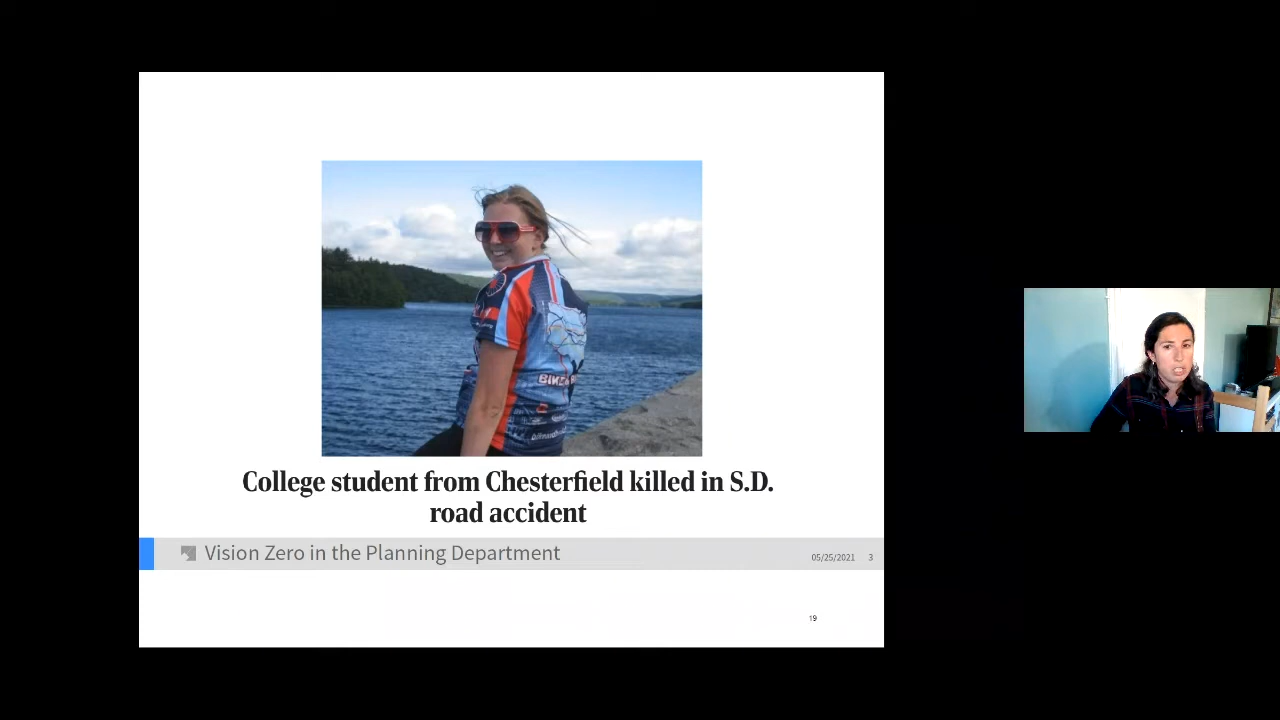 College student from Chesterfield killed in S.D.
road accident
Vision Zero in the Planning Department
05/25/2021 3
19